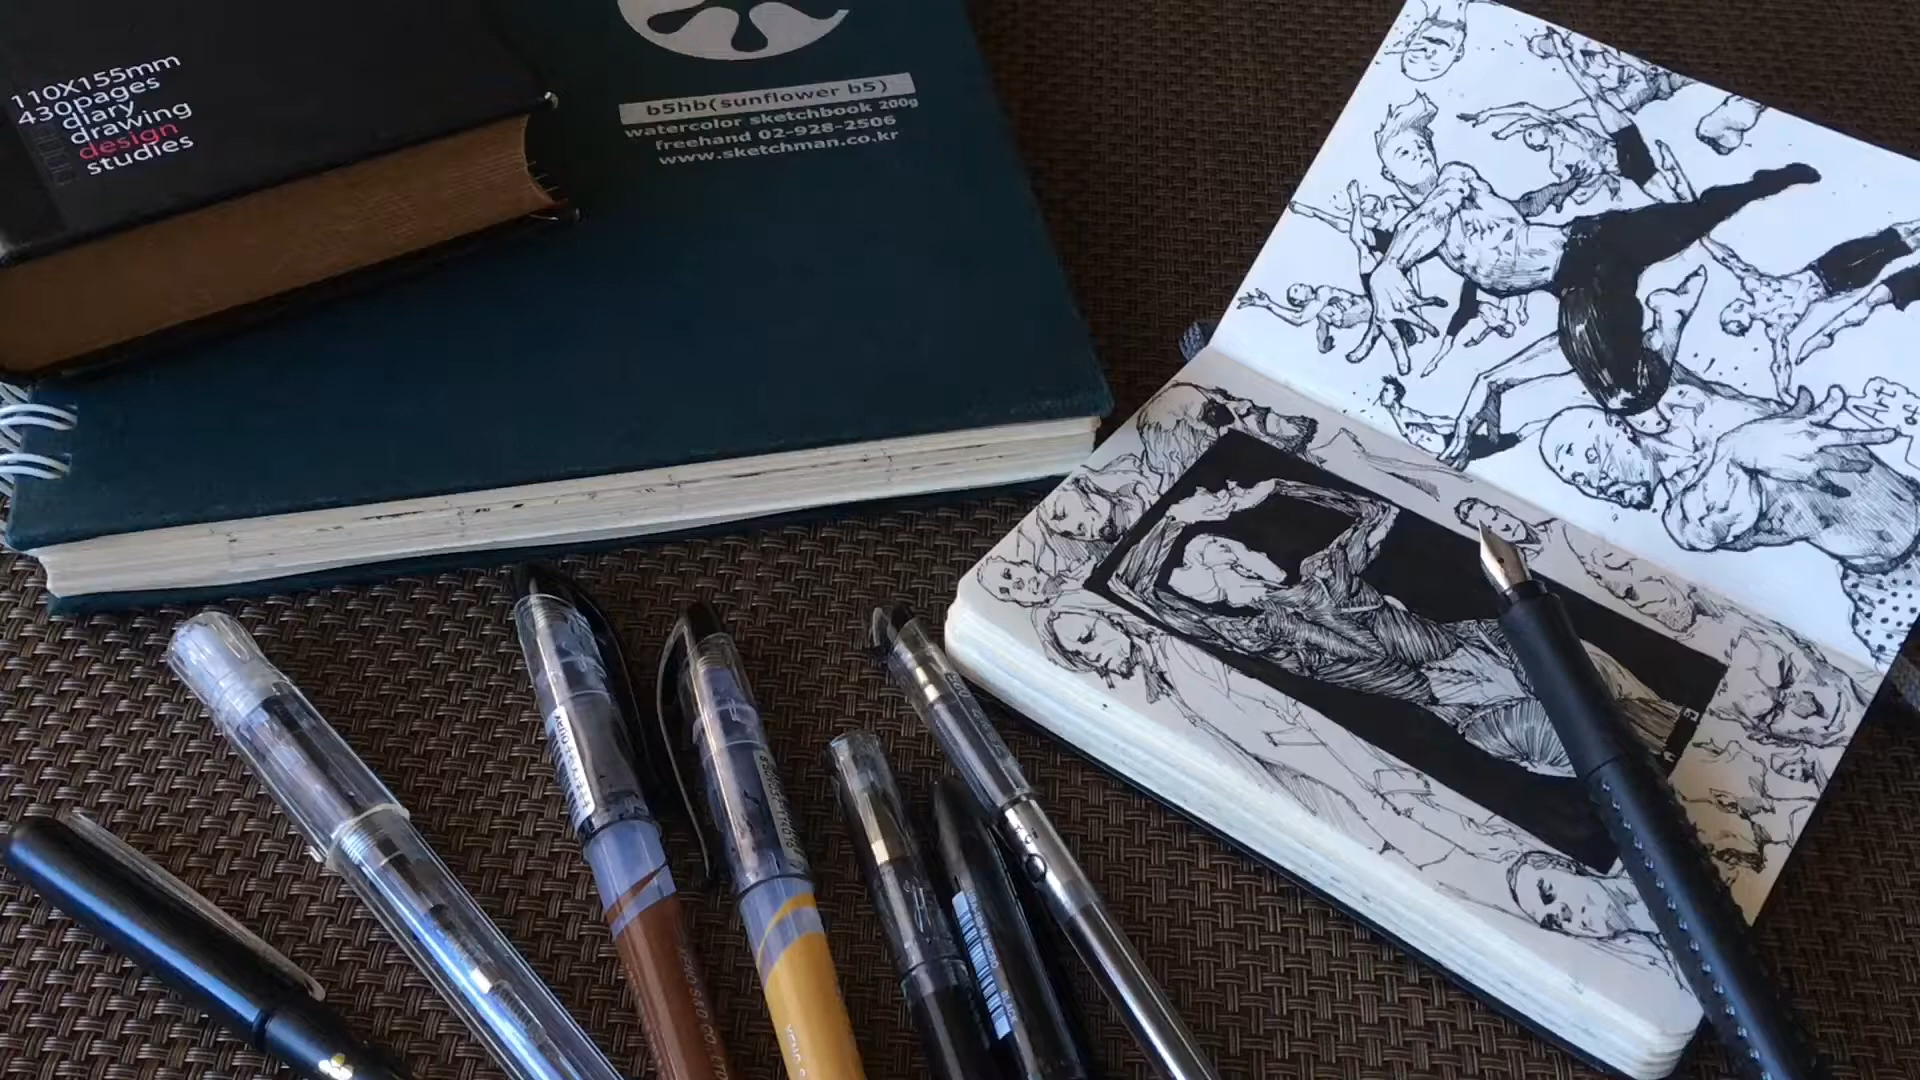 110X155mm
430pages
diary
drawing
design
studies
b5hb(sunflower b5)
watercolor sketchbook 200g
freehand 02-928-2506
www.sketchman.co.kr
BLACK